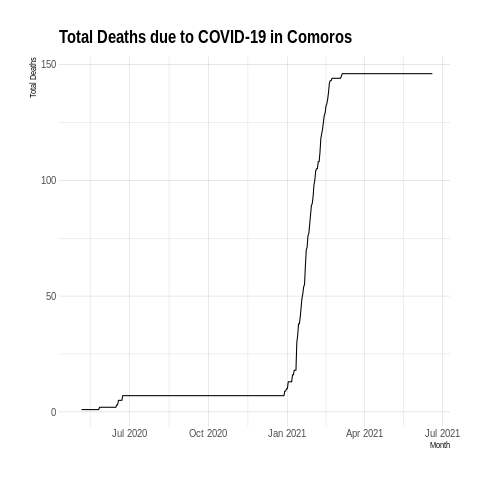 Total Deaths due to COVID-19 in Comoros
Total Deaths
150
100
50
0
Jul 2020 Oct 2020 Jan 2021 Apr 2021 Jul 2021
Month